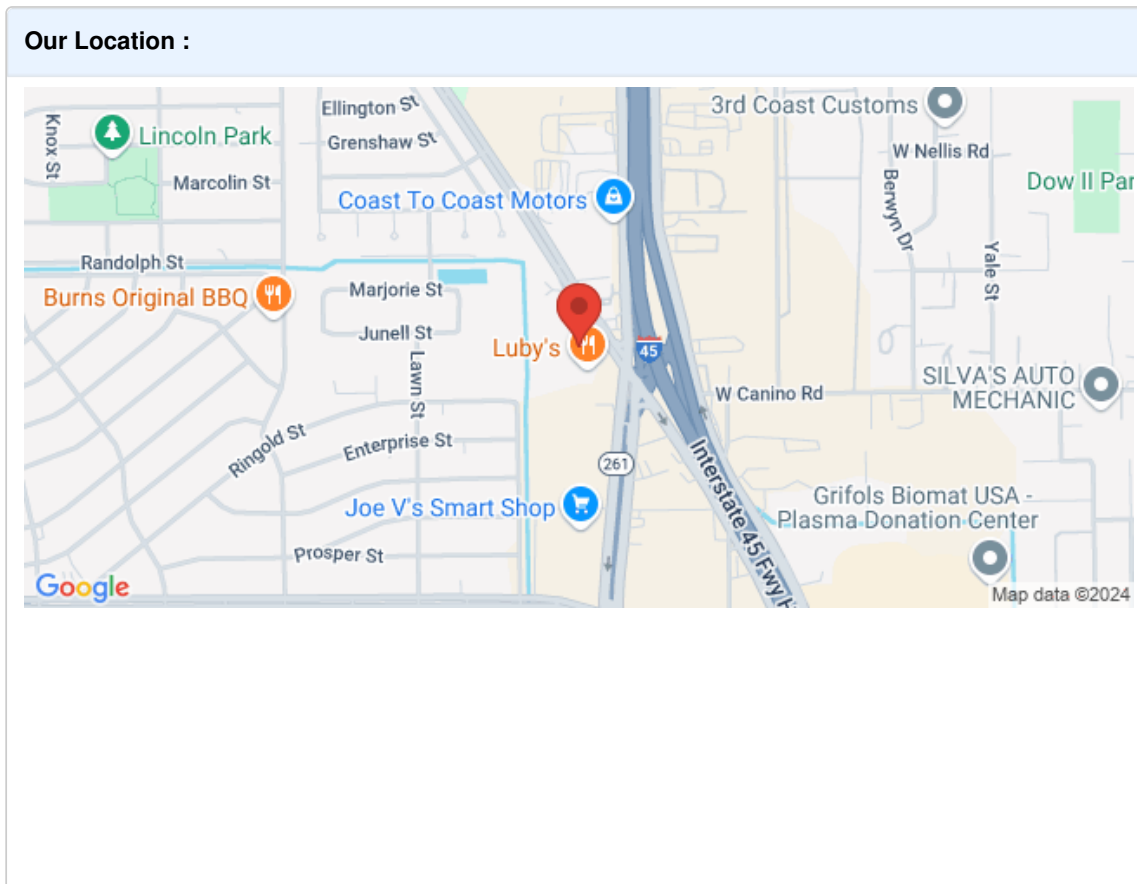 Our Location :
Knox St
Lincoln Park
Ellington St
Grenshaw St
Marcolin St
Coast To Coast Motors
3rd Coast Customs
W Nellis Rd
Berwyn Dr
Dow II Par
Yale St
Randolph St
Burns Original BBQ
Marjorie St
Junell St
Lawn St
Luby's
45
W Canino Rd
SILVA'S AUTO
MECHANIC
Ringold St
Enterprise St
261
Interstate 45 Fwy H
Joe V's Smart Shop
Grifols Biomat USA -
Plasma Donation Center
Prosper St
Google
Map data ©2024